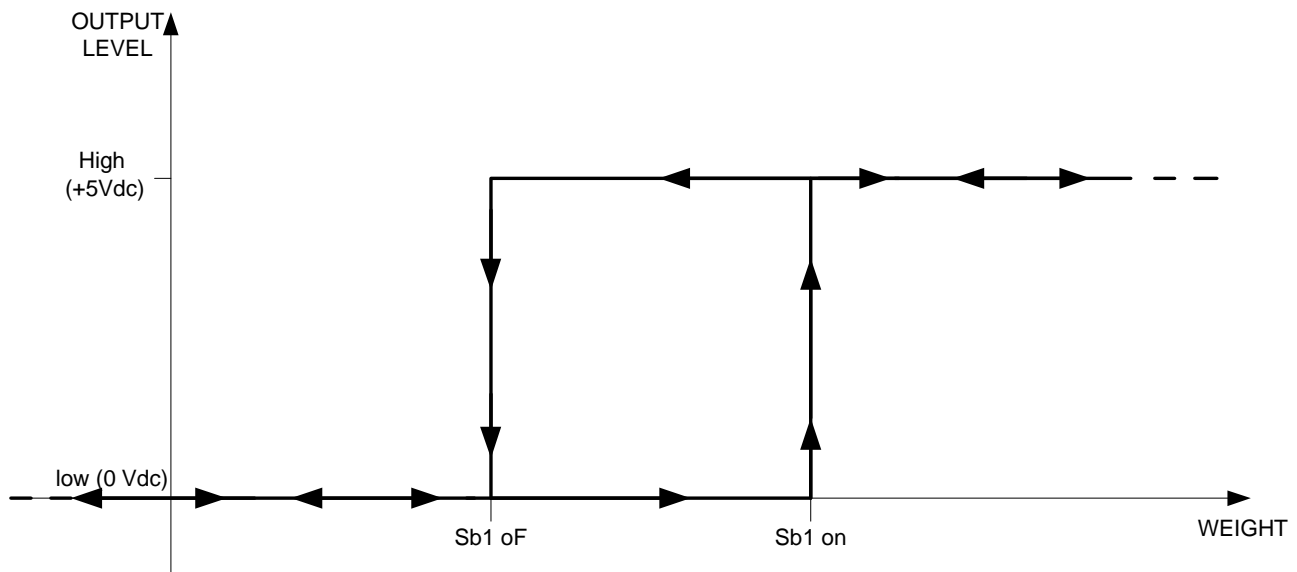 OUTPUT
LEVEL
High
(+5Vdc)
low (0 Vdc)
Sb1 oF
Sb1 on
WEIGHT